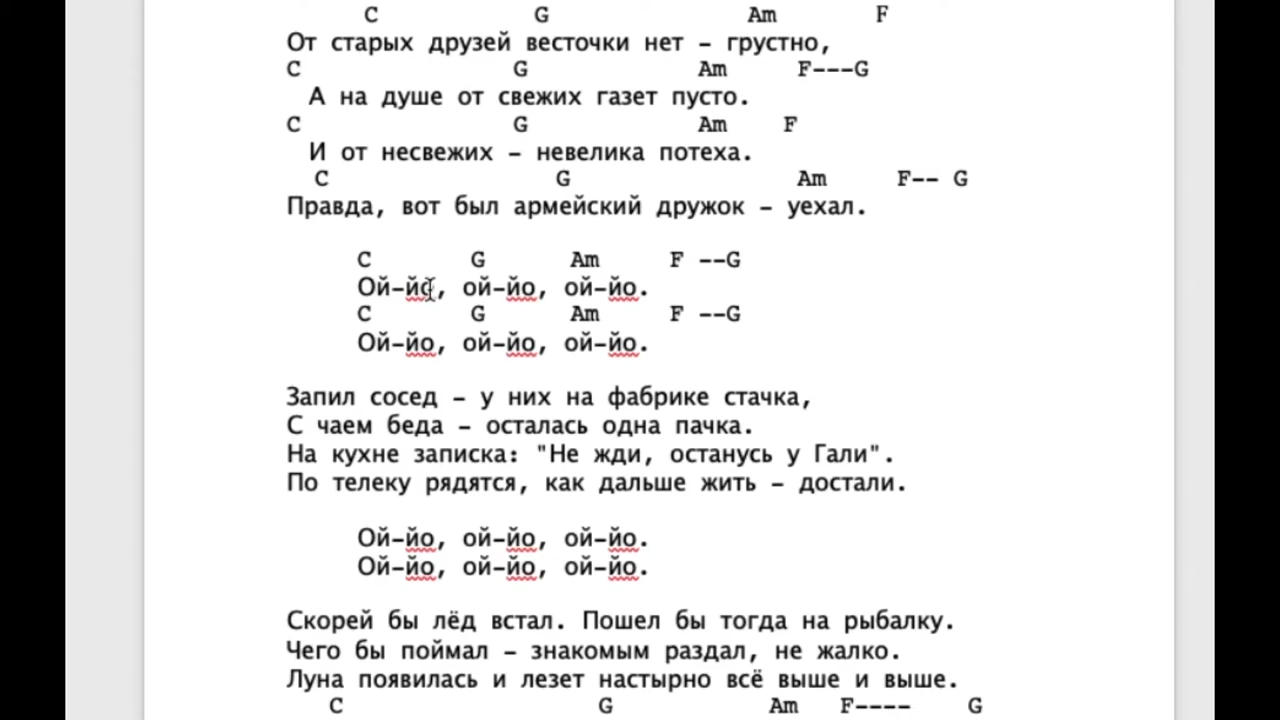 C G Am F
От старых друзей весточки нет – грустно,
C G Am F---G
А на душе от свежих газет пусто.
C G Am F
И от несвежих – невелика потеха.
C G Am F-- G
Правда, вот был армейский дружок – уехал.
C G Am F --G
Ой-йо, ой-йо, ой-йо.
C G Am F --G
Ой-йо, ой-йо, ой-йо.
Запил сосед – у них на фабрике стачка,
С чаем беда – осталась одна пачка.
На кухне записка: "Не жди, останусь у Гали".
По телеку рядятся, как дальше жить – достали.
Ой-йо, ой-йо, ой-йо.
Ой-йо, ой-йо, ой-йо.
Скорей бы лёд встал. Пошел бы тогда на рыбалку.
Чего бы поймал – знакомым раздал, не жалко.
Луна появилась и лезет настырно всё выше и выше.
C G Am F---- G